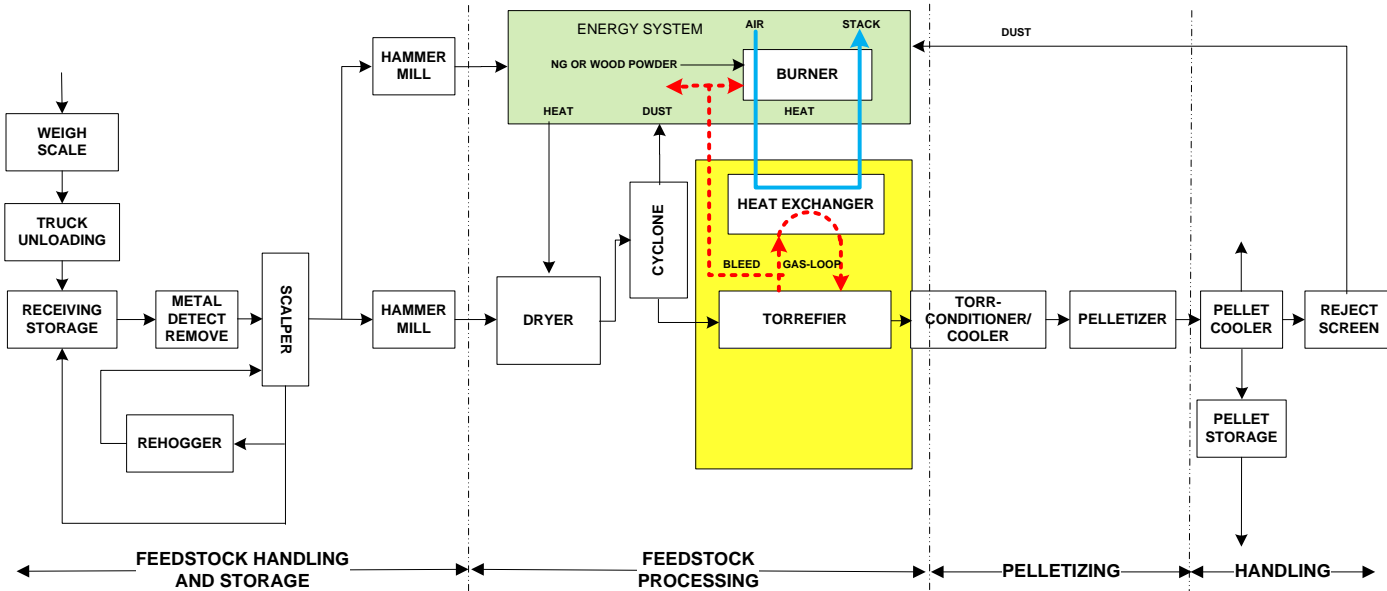 ENERGY SYSTEM
AIR
STACK
DUST
HAMMER
MILL
NG OR WOOD POWDER
BURNER
HEAT
DUST
HEAT
WEIGH
SCALE
TRUCK
UNLOADING
CYCLONE
HEAT EXCHANGER
BLEED
GAS-LOOP
RECEIVING
STORAGE
METAL
DETECT
REMOVE
SCALPER
HAMMER
MILL
DRYER
TORREFIER
TORR-
CONDITIONER/
COOLER
PELLETIZER
PELLET
COOLER
REJECT
SCREEN
REHOGGER
PELLET
STORAGE
FEEDSTOCK HANDLING
AND STORAGE
FEEDSTOCK
PROCESSING
PELLETIZING
HANDLING